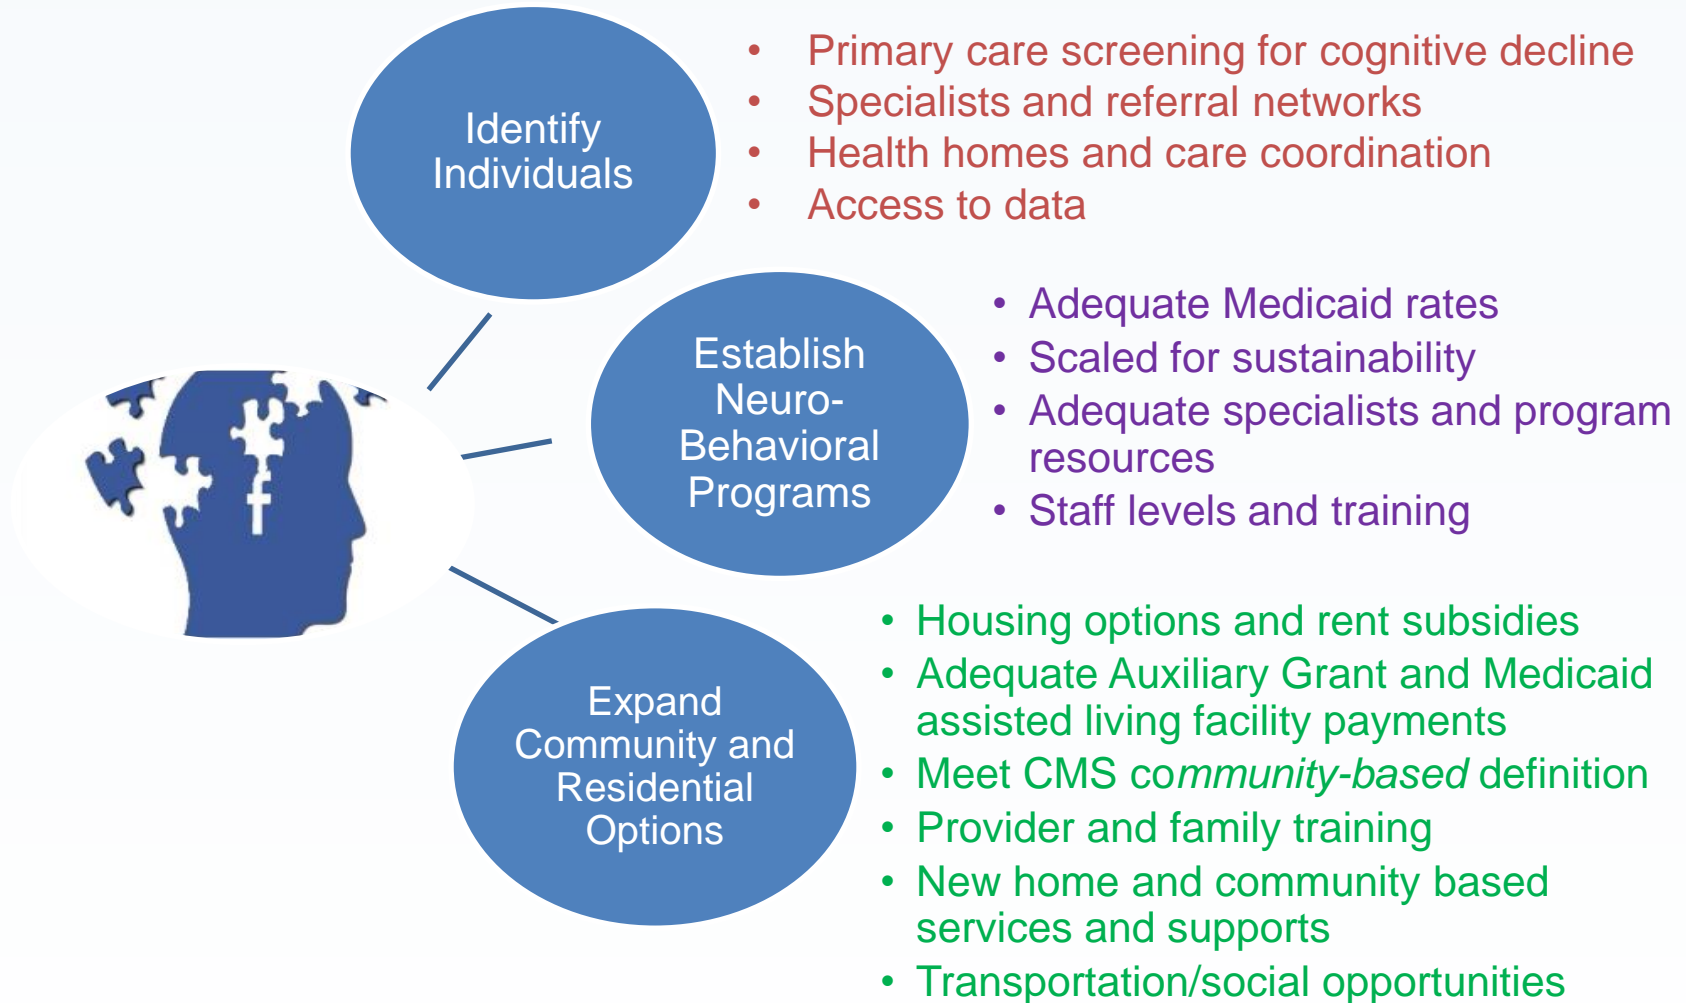 Identify
Individuals
• Primary care screening for cognitive decline
• Specialists and referral networks
• Health homes and care coordination
• Access to data
Establish
Neuro-
Behavioral
Programs
• Adequate Medicaid rates
• Scaled for sustainability
• Adequate specialists and program
resources
• Staff levels and training
Expand
Community and
Residential
Options
• Housing options and rent subsidies
• Adequate Auxiliary Grant and Medicaid
assisted living facility payments
• Meet CMS community-based definition
• Provider and family training
• New home and community based
services and supports
• Transportation/social opportunities